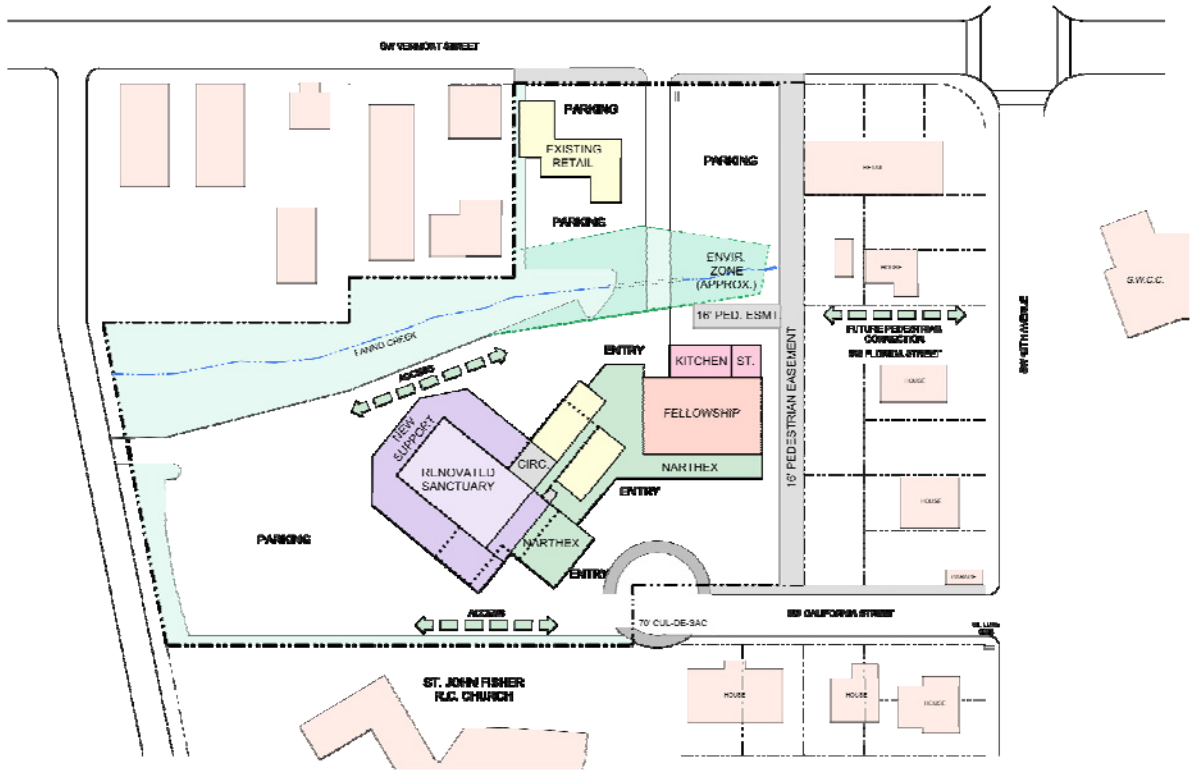 SW VERMONT STREET
PARKING
EXISTING
RETAIL
PARKING
RETAIL
PARKING
ENVIR.
ZONE
(APPROX.)
HOUSE
S.W.C.C.
16' PED. ESMT.
FUTURE PEDESTRIAN
CONNECTION
FANNO CREEK
ENTRY
KITCHEN
ST.
SW FLORIDA STREET
ACCESS
HOUSE
16' PEDESTRIAN EASEMENT
FELLOWSHIP
NEW
SUPPORT
CIRC.
NARTHEX
RENOVATED
SANCTUARY
ENTRY
HOUSE
PARKING
NARTHEX
ENTRY
GARAGE
ACCESS
70' CUL-DE-SAC
SW CALIFORNIA STREET
ST. JOHN FISHER
R.C. CHURCH
HOUSE
HOUSE
HOUSE